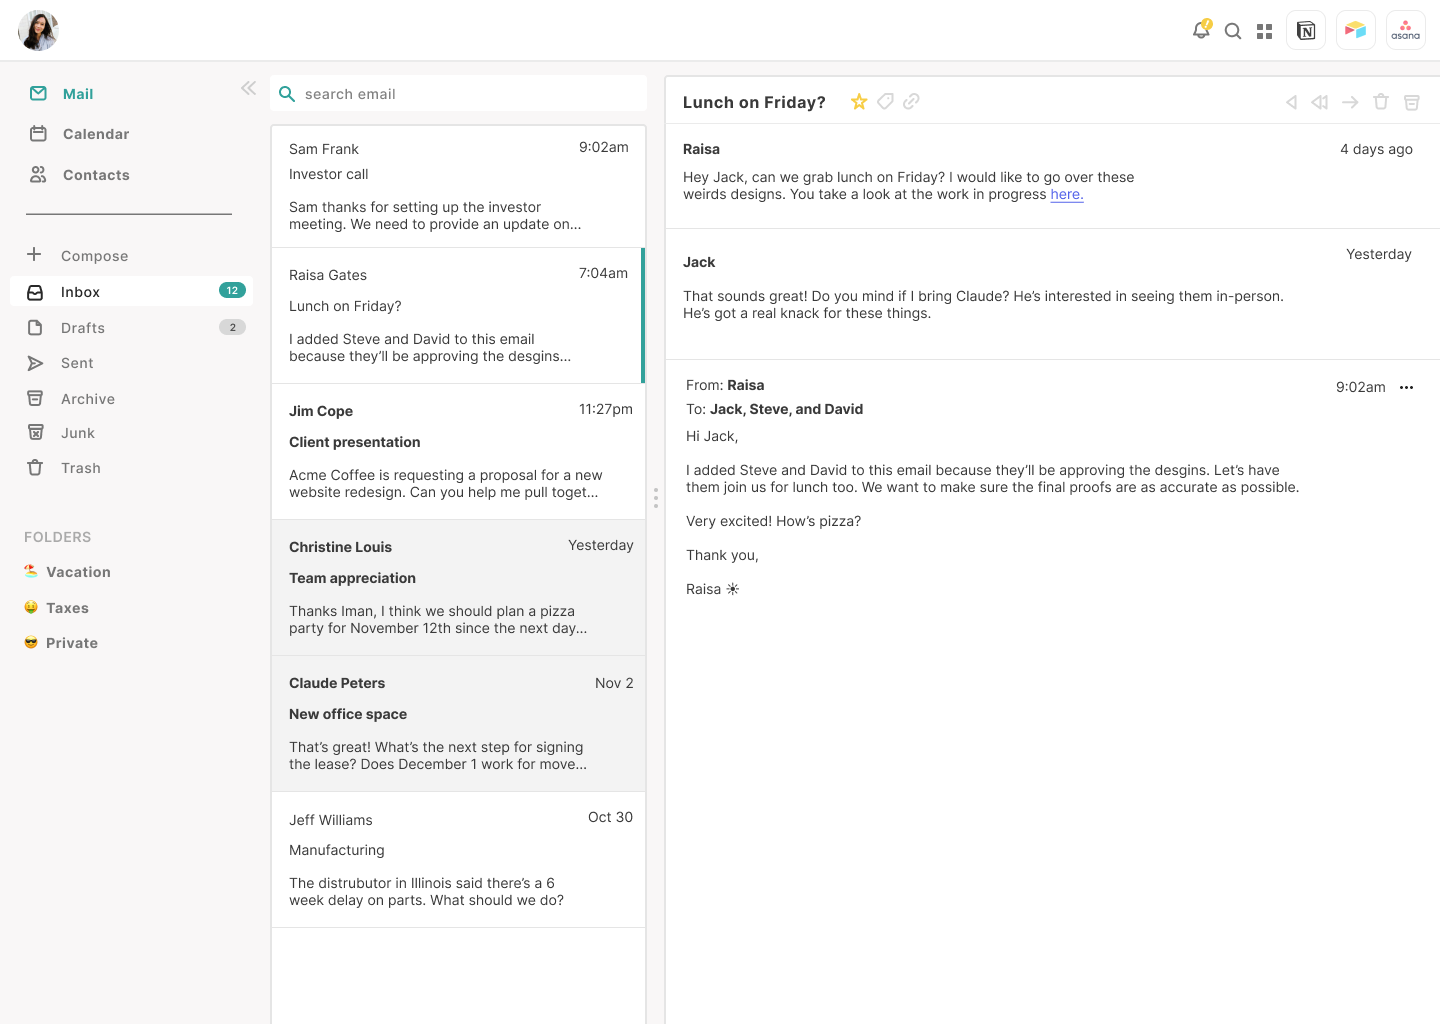 N
asana
Mail
Calendar
Contacts
Compose
Inbox 12
Drafts 2
Sent
Archive
Junk
Trash
FOLDERS
Vacation
Taxes
Private
search email
Sam Frank 9:02am
Investor call
Sam thanks for setting up the investor
meeting. We need to provide an update on...
Raisa Gates 7:04am
Lunch on Friday?
I added Steve and David to this email
because they’ll be approving the desgins...
Jim Cope 11:27pm
Client presentation
Acme Coffee is requesting a proposal for a new
website redesign. Can you help me pull toget...
Christine Louis Yesterday
Team appreciation
Thanks Iman, I think we should plan a pizza
party for November 12th since the next day...
Claude Peters Nov 2
New office space
That’s great! What’s the next step for signing
the lease? Does December 1 work for move...
Jeff Williams Oct 30
Manufacturing
The distrubutor in Illinois said there’s a 6
week delay on parts. What should we do?
Lunch on Friday?
Raisa 4 days ago
Hey Jack, can we grab lunch on Friday? I would like to go over these
weirds designs. You take a look at the work in progress here.
Jack Yesterday
That sounds great! Do you mind if I bring Claude? He’s interested in seeing them in-person.
He’s got a real knack for these things.
From: Raisa 9:02am
To: Jack, Steve, and David
Hi Jack,
I added Steve and David to this email because they’ll be approving the desgins. Let’s have
them join us for lunch too. We want to make sure the final proofs are as accurate as possible.
Very excited! How’s pizza?
Thank you,
Raisa ☀